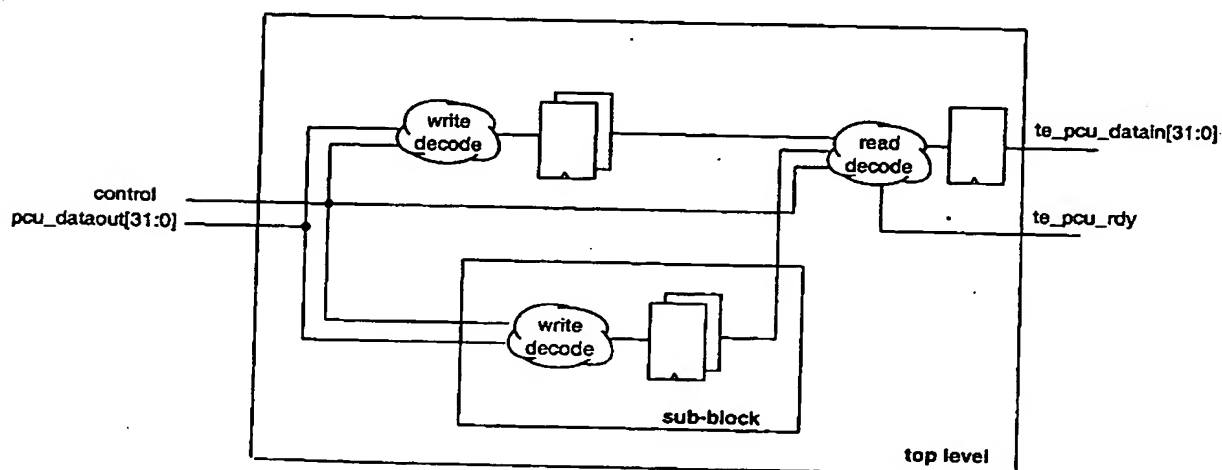 write
decode
read
decode
te_pcu_datain[31:0]
control
pcu_dataout[31:0]
te_pcu_rdy
write
decode
sub-block
top level